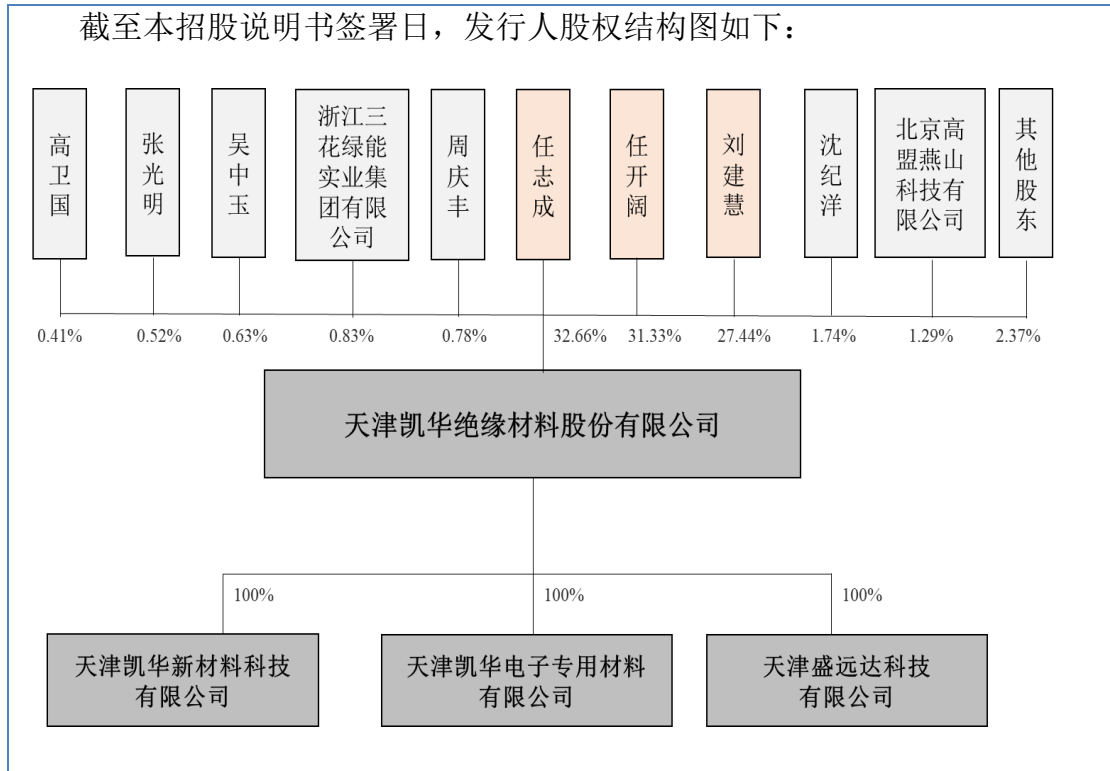 截至本招股说明书签署日，发行人股权结构图如下：
高卫国
张光明
吴中玉
浙江三
花绿能
实业集
团有限
公司
周庆丰
任志成
任开阔
刘建慧
沈纪洋
北京高
盟燕山
科技有
限公司
其他股东
0.41%
0.52%
0.63%
0.83%
0.78%
32.66%
31.33%
27.44%
1.74%
1.29%
2.37%
天津凯华绝缘材料股份有限公司
100%
100%
100%
天津凯华新材料科技
有限公司
天津凯华电子专用材料
有限公司
天津盛远达科技
有限公司